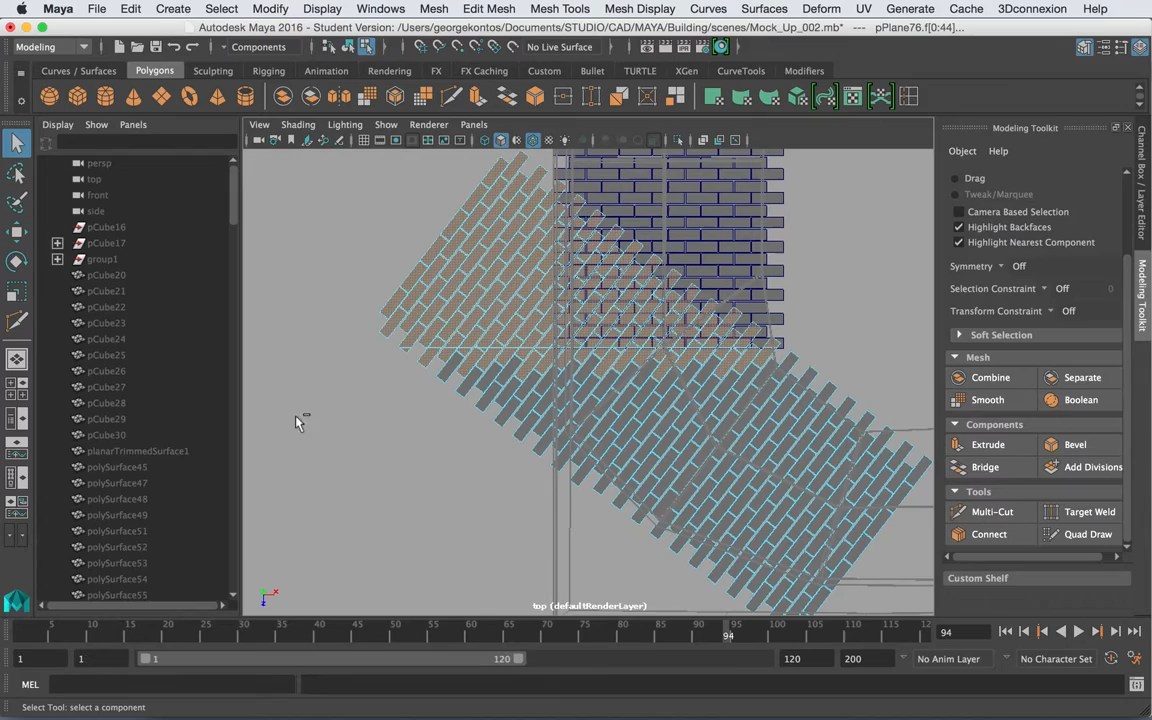 Maya File Edit Create Select Modify Display Windows Mesh Edit Mesh Mesh Tools Mesh Display Curves Surfaces Deform UV Generate Cache 3Dconnexion Help
Autodesk Maya 2016 - Student Version: /Users/georgekontos/Documents/STUDIO/CAD/MAYA/Building/scenes/Mock_Up_002.mb* --- pPlane76.f[0:44]...
Modeling Components No Live Surface
Curves / Surfaces Polygons Sculpting Rigging Animation Rendering FX FX Caching Custom Bullet TURTLE XGen CurveTools Modifiers
Display Show Panels View Shading Lighting Show Renderer Panels Modeling Toolkit
Object Help
persp
top
front
side
pCube16
pCube17
group1
pCube20
pCube21
pCube22
pCube23
pCube24
pCube25
pCube26
pCube27
pCube28
pCube29
pCube30
planarTrimmedSurface1
polySurface45
polySurface47
polySurface48
polySurface49
polySurface51
polySurface52
polySurface53
polySurface54
polySurface55
top (defaultRenderLayer)
Drag
Tweak/Marquee
Camera Based Selection
Highlight Backfaces
Highlight Nearest Component
Symmetry Off
Selection Constraint Off 0
Transform Constraint Off
Soft Selection
Mesh
Combine Separate
Smooth Boolean
Components
Extrude Bevel
Bridge Add Divisions
Tools
Multi-Cut Target Weld
Connect Quad Draw
Custom Shelf
Channel Box / Layer Editor
Modeling Toolkit
5 10 15 20 25 30 35 40 45 50 55 60 65 70 75 80 85 90 95 100 105 110 115 12
94
94
1 1 1 120 120 200 No Anim Layer No Character Set
MEL
Select Tool: select a component